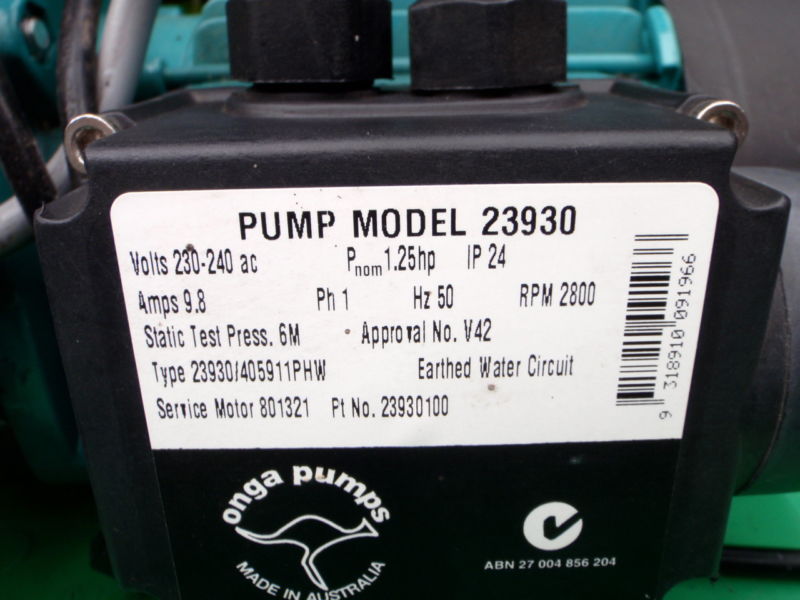 PUMP MODEL 23930
Volts 230-240 ac Pnom 1.25hp IP 24
Amps 9.8 Ph 1 Hz 50 RPM 2800
Static Test Press. 6M Approval No. V42
Type 23930/405911PHW Earthed Water Circuit
Service Motor 801321 Pt No. 23930100
9 318910 091966
onga pumps
MADE IN AUSTRALIA
ABN 27 004 856 204